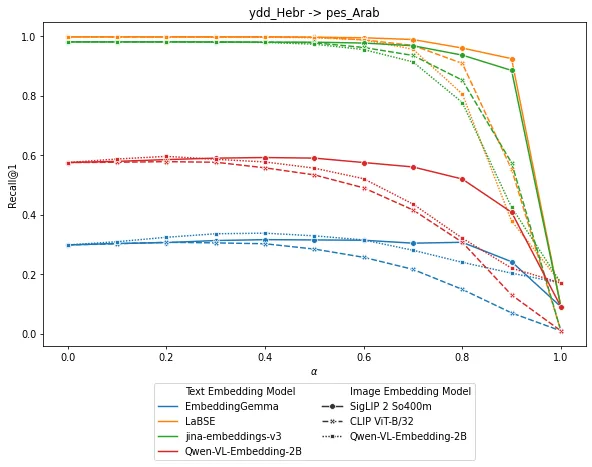 ydd_Hebr -> pes_Arab
Recall@1
1.0
0.8
0.6
0.4
0.2
0.0
0.0 0.2 0.4 0.6 0.8 1.0
α
Text Embedding Model Image Embedding Model
EmbeddingGemma SigLIP 2 So400m
LaBSE CLIP ViT-B/32
jina-embeddings-v3 Qwen-VL-Embedding-2B
Qwen-VL-Embedding-2B